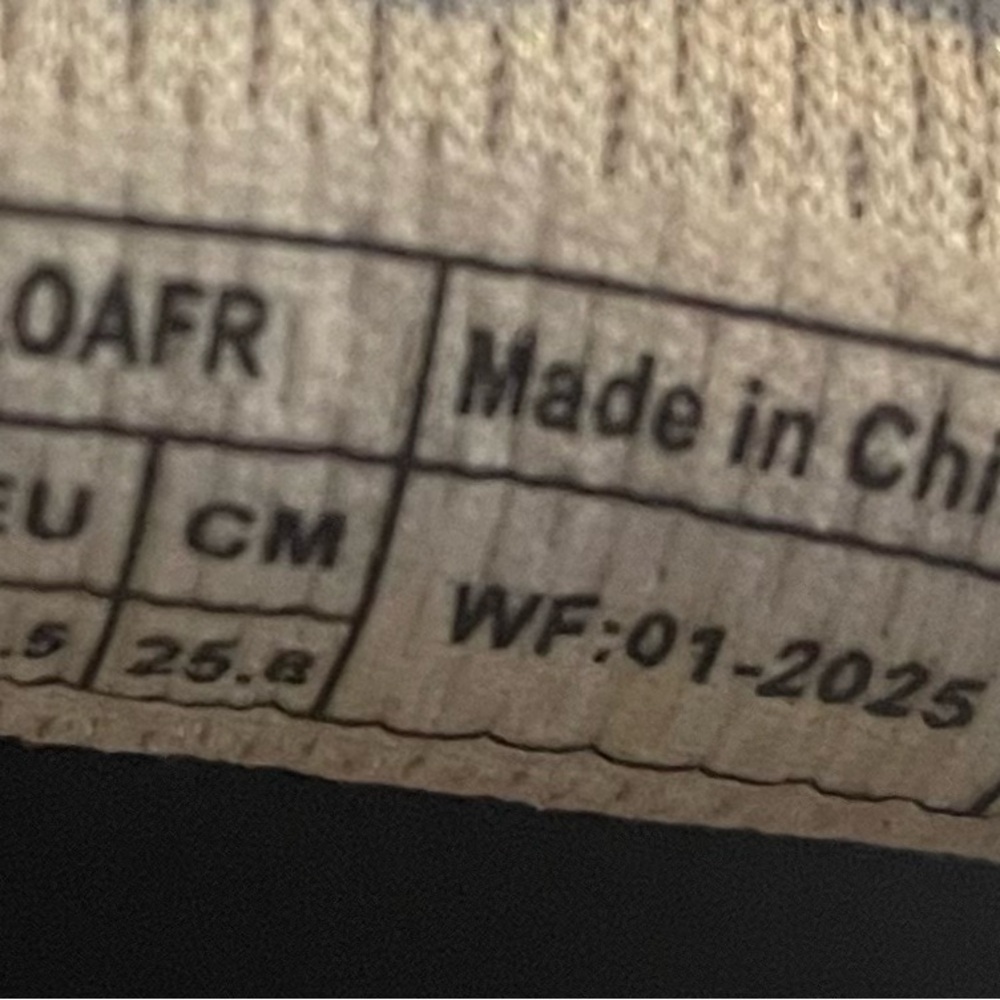 LOAFR
Made in Chi
EU CM
.5 25.8
WF:01-2025